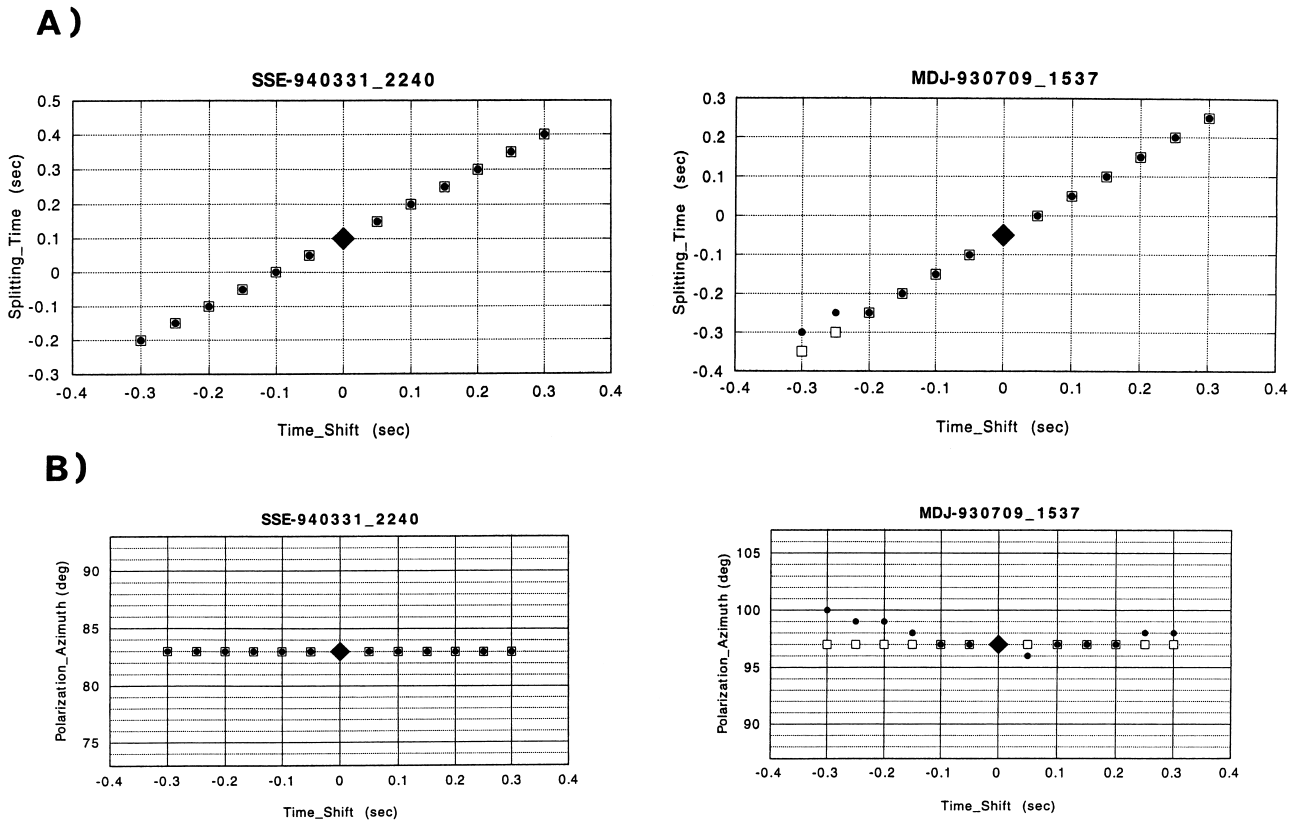 A)
SSE-940331_2240
0.5
0.4
0.3
0.2
0.1
0
-0.1
-0.2
-0.3
Splitting_Time (sec)
-0.4 -0.3 -0.2 -0.1 0 0.1 0.2 0.3 0.4
Time_Shift (sec)
MDJ-930709_1537
0.3
0.2
0.1
0
-0.1
-0.2
-0.3
-0.4
Splitting_Time (sec)
-0.4 -0.3 -0.2 -0.1 0 0.1 0.2 0.3 0.4
Time_Shift (sec)
B)
SSE-940331_2240
90
85
80
75
Polarization_Azimuth (deg)
-0.4 -0.3 -0.2 -0.1 0 0.1 0.2 0.3 0.4
Time_Shift (sec)
MDJ-930709_1537
105
100
95
90
Polarization_Azimuth (deg)
-0.4 -0.3 -0.2 -0.1 0 0.1 0.2 0.3 0.4
Time_Shift (sec)